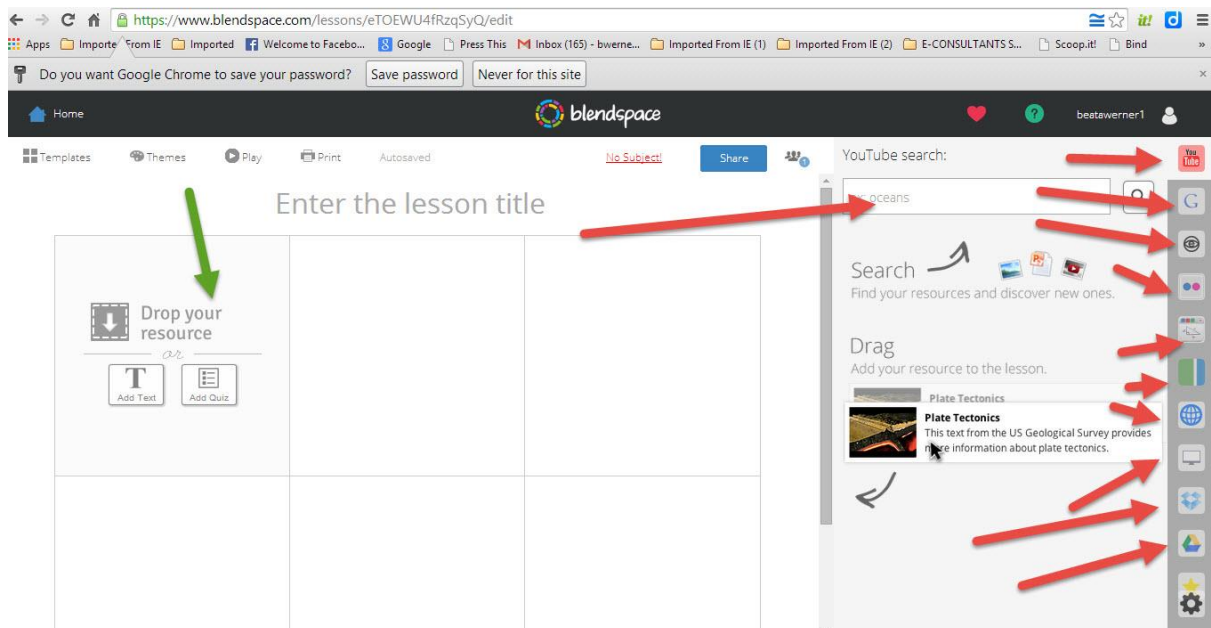 https://www.blendspace.com/lessons/eTOEWU4fRzqSyQ/edit
it!
Apps Importe From IE Imported Welcome to Facebo... Google Press This Inbox (165) - bwerne... Imported From IE (1) Imported From IE (2) E-CONSULTANTS S... Scoop.it! Bind »
Do you want Google Chrome to save your password? Save password Never for this site ×
Home blendspace ? beatawerner1
Templates Themes Play Print Autosaved No Subject! Share YouTube search: You Tube
oceans
G
Enter the lesson title
Search
Find your resources and discover new ones.
Drop your
resource
or
T
Add Text Add Quiz
Drag
Add your resource to the lesson.
Plate Tectonics
Plate Tectonics
This text from the US Geological Survey provides
more information about plate tectonics.